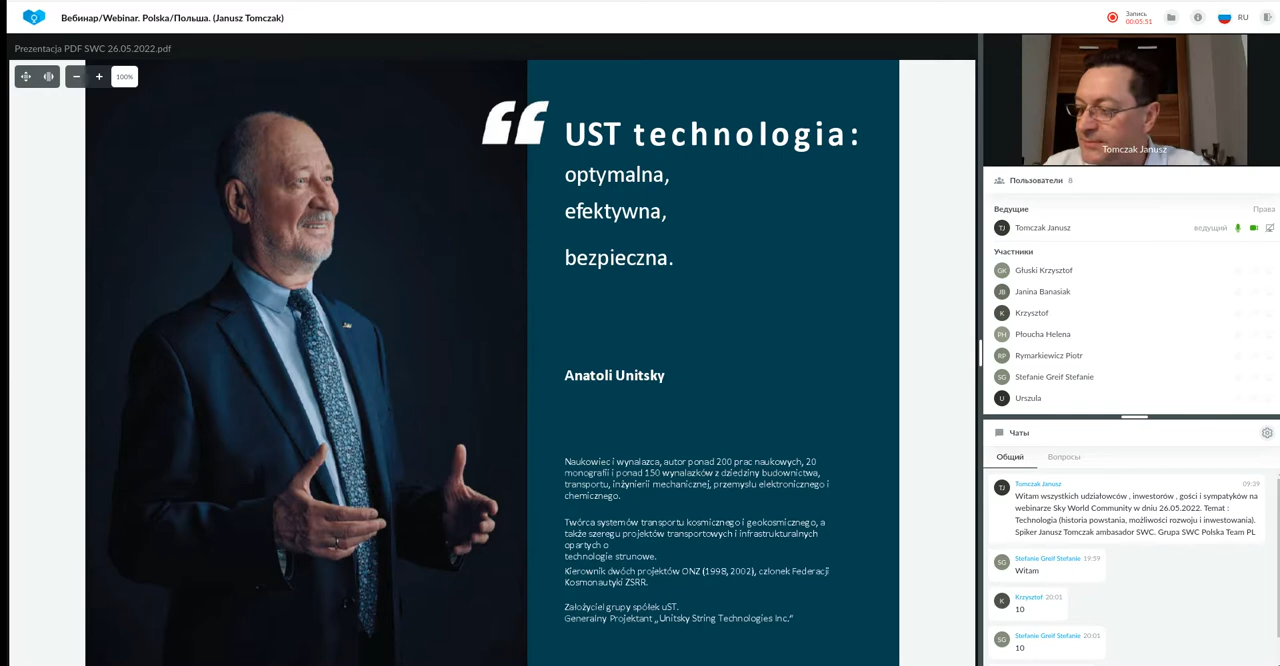 Вебинар/Webinar. Polska/Польша. (Janusz Tomczak)
Запись
00:05:51
RU
Prezentacja PDF SWC 26.05.2022.pdf
100%
“ UST technologia:
optymalna,
efektywna,
bezpieczna.
Anatoli Unitsky
Naukowiec i wynalazca, autor ponad 200 prac naukowych, 20
monografii i ponad 150 wynalazków z dziedziny budownictwa,
transportu, inżynierii mechanicznej, przemysłu elektronicznego i
chemicznego.
Twórca systemów transportu kosmicznego i geokosmicznego, a
także szeregu projektów transportowych i infrastrukturalnych
opartych o
technologie strunowe.
Kierownik dwóch projektów ONZ (1998, 2002), członek Federacji
Kosmonautyki ZSRR.
Założyciel grupy spółek uST.
Generalny Projektant „Unitsky String Technologies Inc.”
Tomczak Janusz
Пользователи 8
Ведущие Права
TJ Tomczak Janusz ведущий
Участники
GK Głuski Krzysztof
JB Janina Banasiak
K Krzysztof
PH Płoucha Helena
RP Rymarkiewicz Piotr
SG Stefanie Greif Stefanie
U Urszula
Чаты
Общий Вопросы
TJ Tomczak Janusz 09:39
Witam wszystkich udziałowców , inwestorów , gości i sympatyków na
webinarze Sky World Community w dniu 26.05.2022. Temat :
Technologia (historia powstania, możliwości rozwoju i inwestowania).
Spiker Janusz Tomczak ambasador SWC. Grupa SWC Polska Team PL
SG Stefanie Greif Stefanie 19:59
Witam
K Krzysztof 20:01
10
SG Stefanie Greif Stefanie 20:01
10